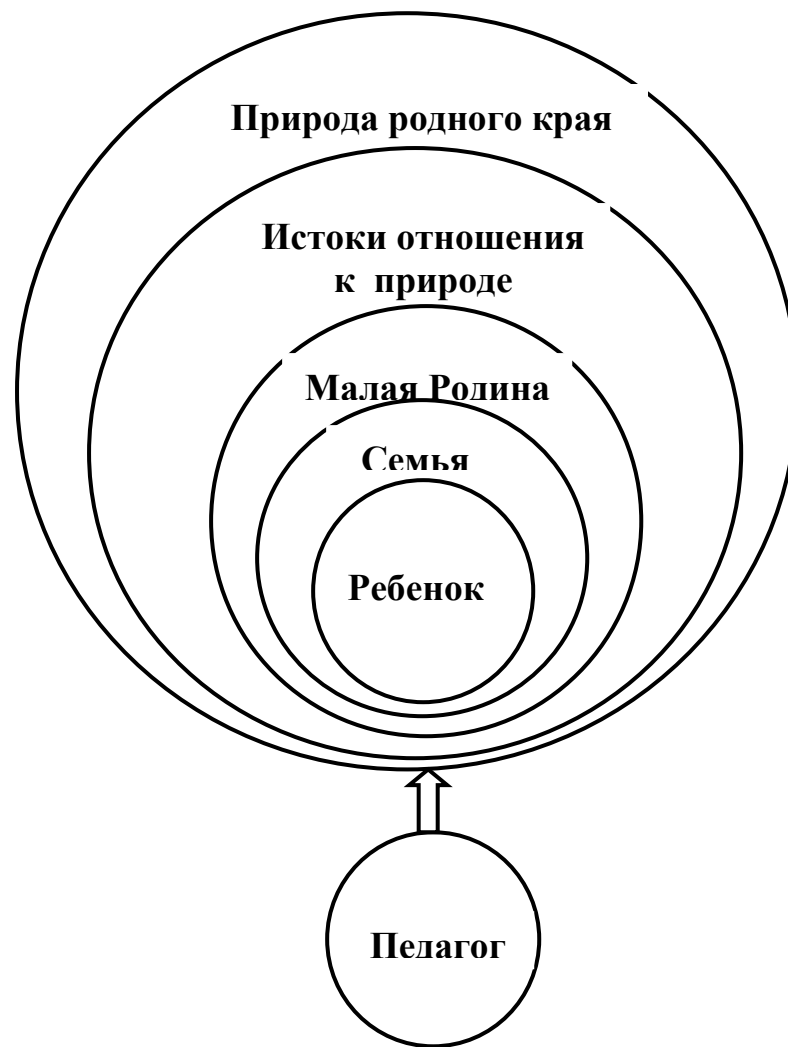 Природа родного края
Истоки отношения
к природе
Малая Родина
Семья
Ребенок
Педагог